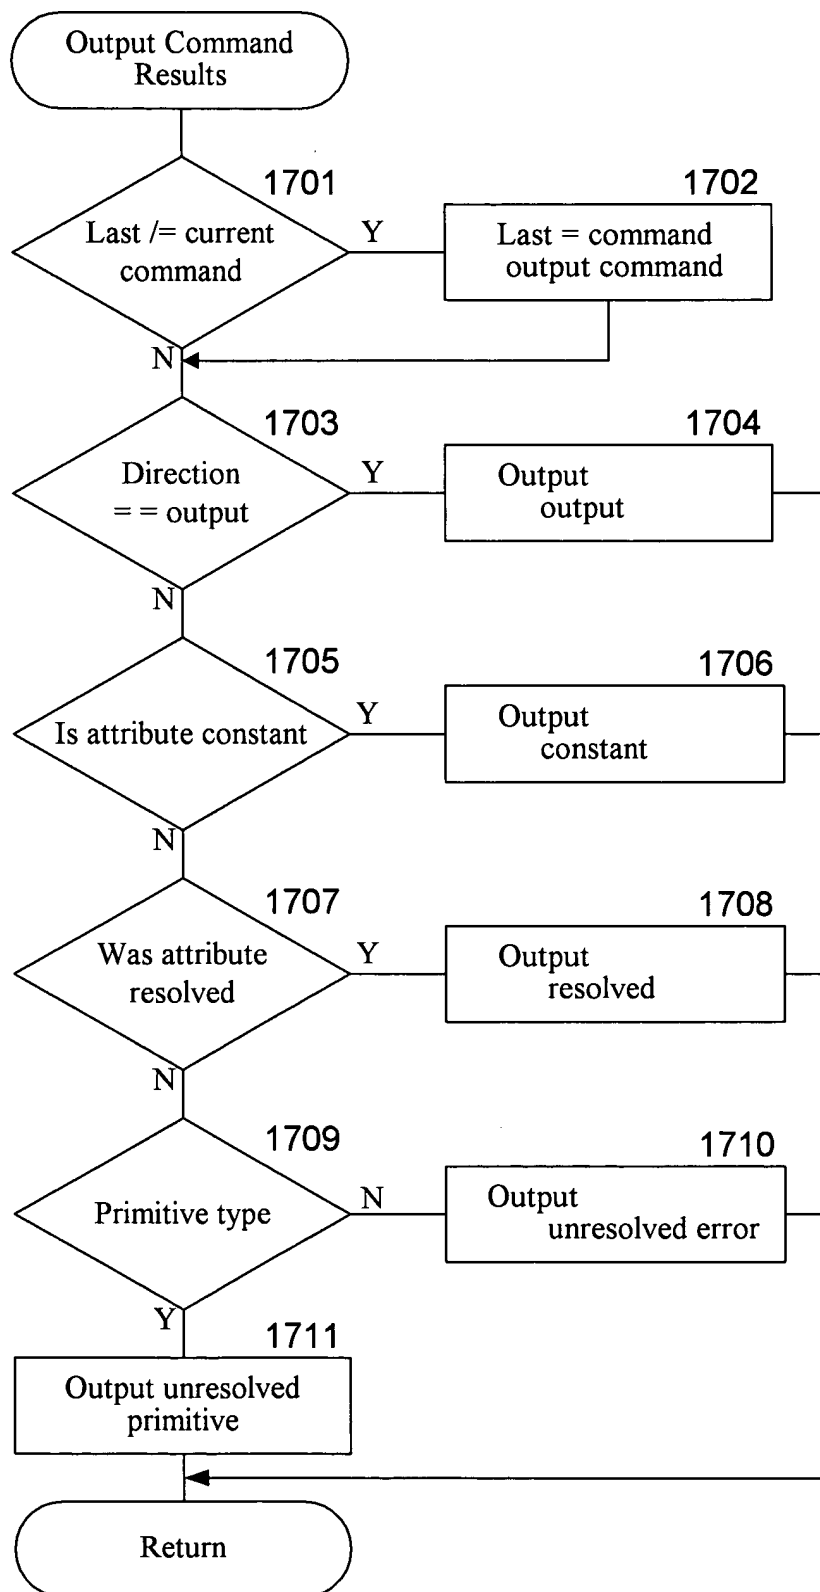 Output Command
Results
1701
Last /= current
command
Y
1702
Last = command
output command
N
1703
Direction
= = output
Y
1704
Output
output
N
1705
Is attribute constant
Y
1706
Output
constant
N
1707
Was attribute
resolved
Y
1708
Output
resolved
N
1709
Primitive type
N
1710
Output
unresolved error
Y
1711
Output unresolved
primitive
Return